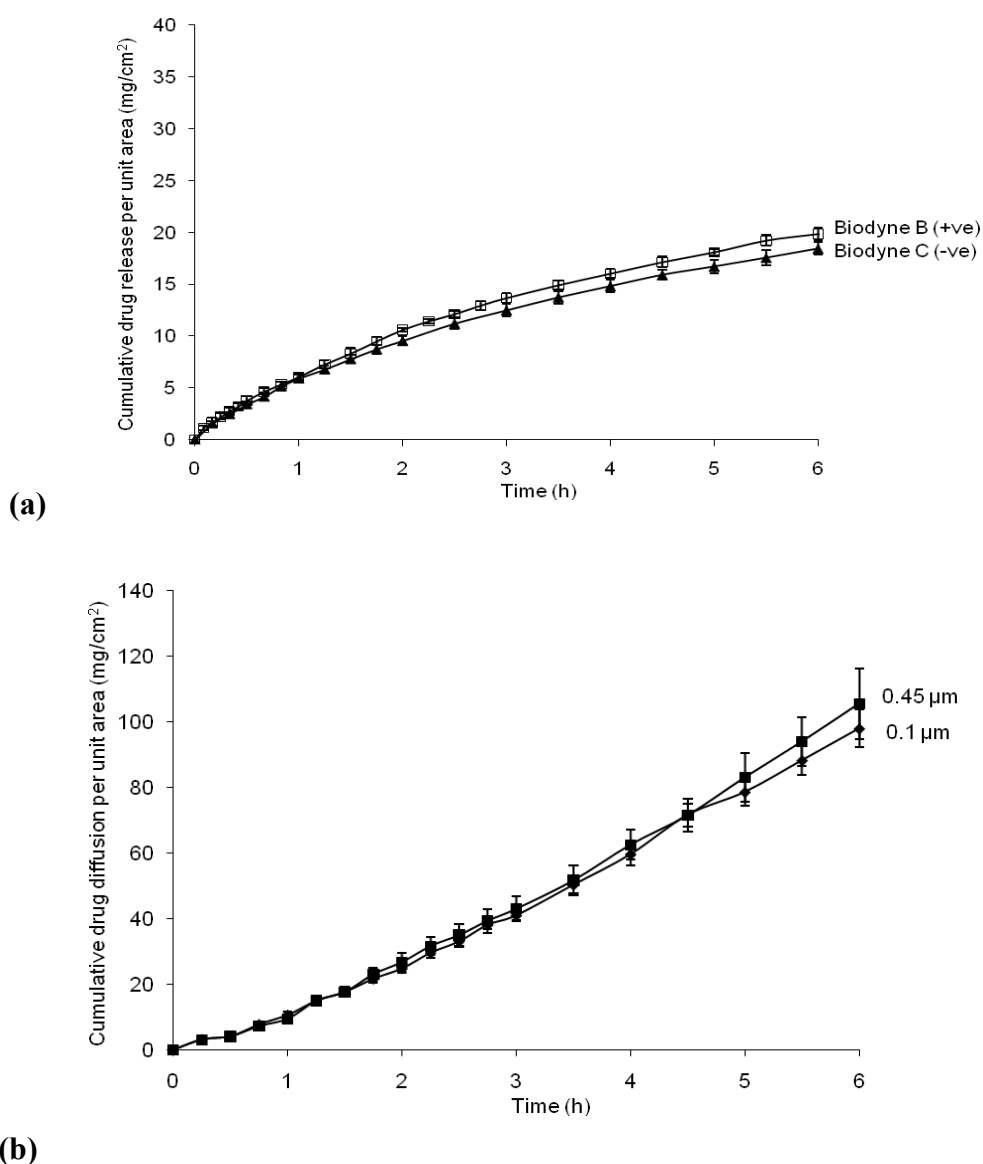 Cumulative drug release per unit area (mg/cm²)
40
35
30
25
20
15
10
5
0
Biodyne B (+ve)
Biodyne C (-ve)
0 1 2 3 4 5 6
Time (h)
(a)
Cumulative drug diffusion per unit area (mg/cm²)
140
120
100
80
60
40
20
0
0.45 µm
0.1 µm
0 1 2 3 4 5 6
Time (h)
(b)